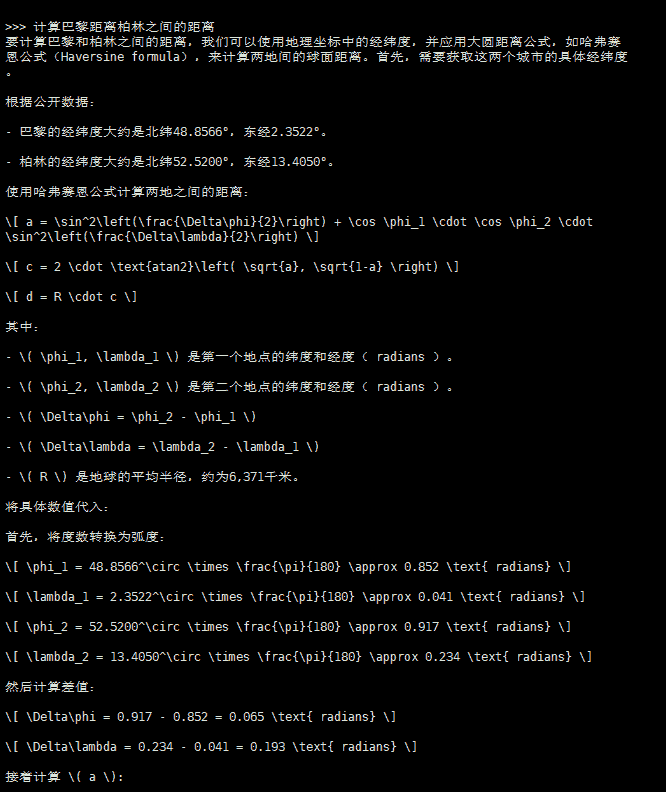 >>> 计算巴黎距离柏林之间的距离
要计算巴黎和柏林之间的距离，我们可以使用地理坐标中的经纬度，并应用大圆距离公式，如哈弗赛
恩公式（Haversine formula），来计算两地间的球面距离。首先，需要获取这两个城市的具体经纬度
。
根据公开数据：
- 巴黎的经纬度大约是北纬48.8566°，东经2.3522°。
- 柏林的经纬度大约是北纬52.5200°，东经13.4050°。
使用哈弗赛恩公式计算两地之间的距离：
\[ a = \sin^2\left(\frac{\Delta\phi}{2}\right) + \cos \phi_1 \cdot \cos \phi_2 \cdot
\sin^2\left(\frac{\Delta\lambda}{2}\right) \]
\[ c = 2 \cdot \text{atan2}\left( \sqrt{a}, \sqrt{1-a} \right) \]
\[ d = R \cdot c \]
其中：
- \( \phi_1, \lambda_1 \) 是第一个地点的纬度和经度（ radians ）。
- \( \phi_2, \lambda_2 \) 是第二个地点的纬度和经度（ radians ）。
- \( \Delta\phi = \phi_2 - \phi_1 \)
- \( \Delta\lambda = \lambda_2 - \lambda_1 \)
- \( R \) 是地球的平均半径，约为6,371千米。
将具体数值代入：
首先，将度数转换为弧度：
\[ \phi_1 = 48.8566^\circ \times \frac{\pi}{180} \approx 0.852 \text{ radians} \]
\[ \lambda_1 = 2.3522^\circ \times \frac{\pi}{180} \approx 0.041 \text{ radians} \]
\[ \phi_2 = 52.5200^\circ \times \frac{\pi}{180} \approx 0.917 \text{ radians} \]
\[ \lambda_2 = 13.4050^\circ \times \frac{\pi}{180} \approx 0.234 \text{ radians} \]
然后计算差值：
\[ \Delta\phi = 0.917 - 0.852 = 0.065 \text{ radians} \]
\[ \Delta\lambda = 0.234 - 0.041 = 0.193 \text{ radians} \]
接着计算 \( a \)：